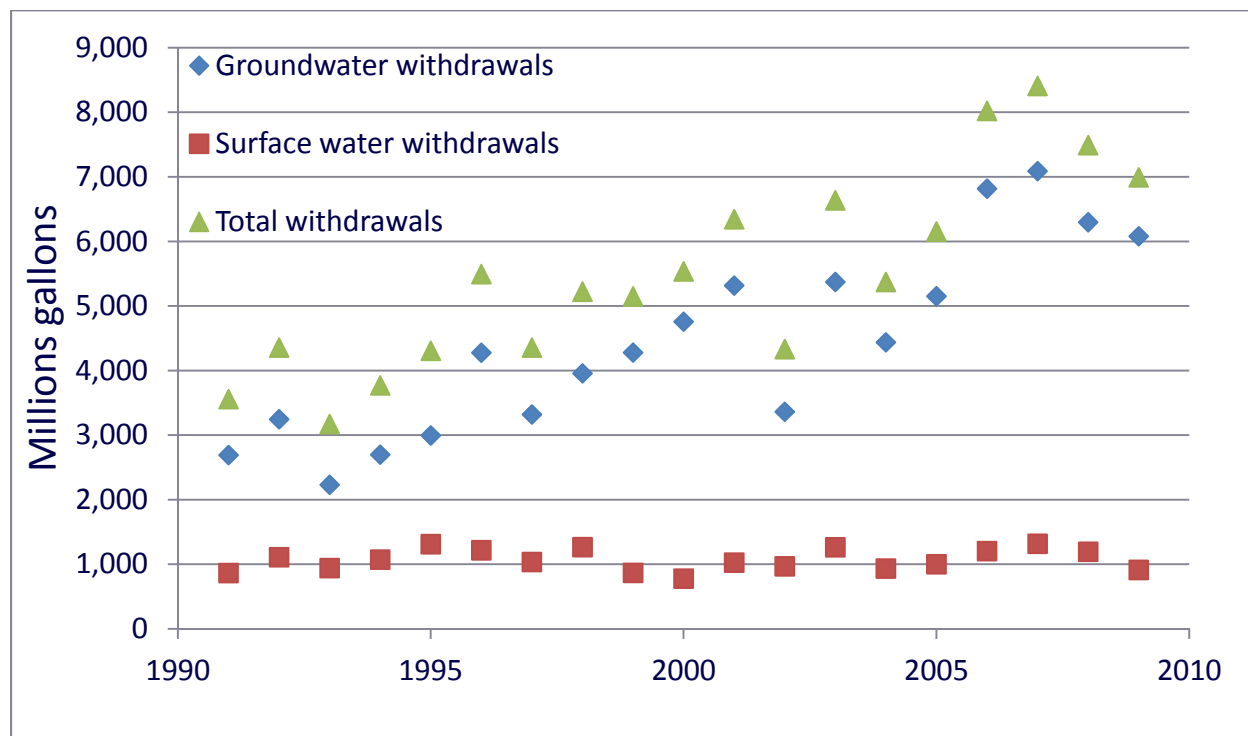 9,000
8,000
7,000
6,000
5,000
4,000
3,000
2,000
1,000
0
Millions gallons
Groundwater withdrawals
Surface water withdrawals
Total withdrawals
1990 1995 2000 2005 2010